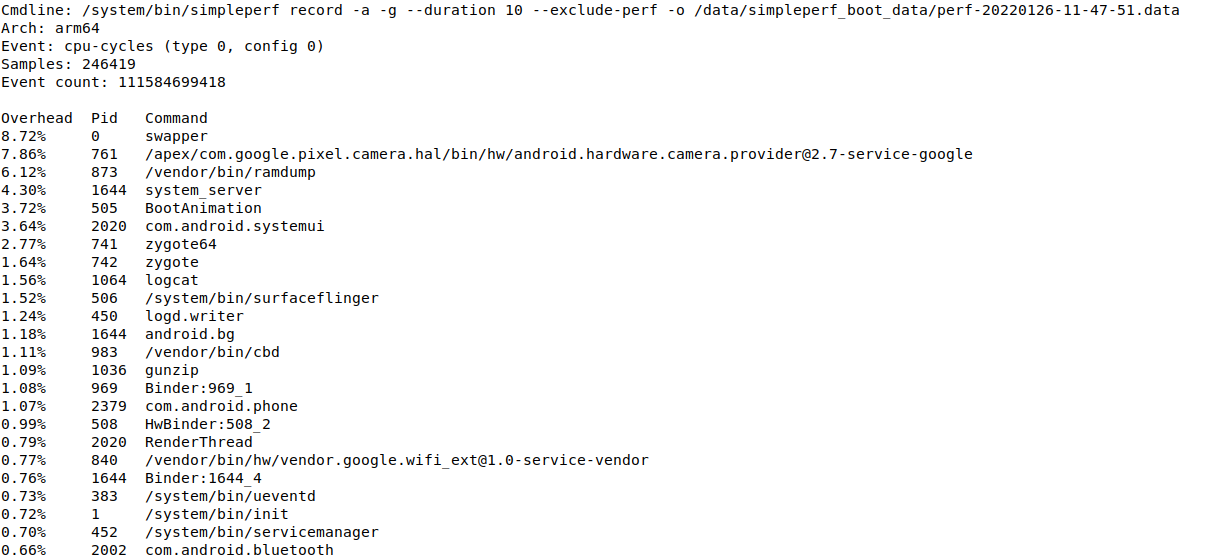 Cmdline: /system/bin/simpleperf record -a -g --duration 10 --exclude-perf -o /data/simpleperf_boot_data/perf-20220126-11-47-51.data
Arch: arm64
Event: cpu-cycles (type 0, config 0)
Samples: 246419
Event count: 111584699418

Overhead  Pid   Command
8.72%     0     swapper
7.86%     761   /apex/com.google.pixel.camera.hal/bin/hw/android.hardware.camera.provider@2.7-service-google
6.12%     873   /vendor/bin/ramdump
4.30%     1644  system_server
3.72%     505   BootAnimation
3.64%     2020  com.android.systemui
2.77%     741   zygote64
1.64%     742   zygote
1.56%     1064  logcat
1.52%     506   /system/bin/surfaceflinger
1.24%     450   logd.writer
1.18%     1644  android.bg
1.11%     983   /vendor/bin/cbd
1.09%     1036  gunzip
1.08%     969   Binder:969_1
1.07%     2379  com.android.phone
0.99%     508   HwBinder:508_2
0.79%     2020  RenderThread
0.77%     840   /vendor/bin/hw/vendor.google.wifi_ext@1.0-service-vendor
0.76%     1644  Binder:1644_4
0.73%     383   /system/bin/ueventd
0.72%     1     /system/bin/init
0.70%     452   /system/bin/servicemanager
0.66%     2002  com.android.bluetooth